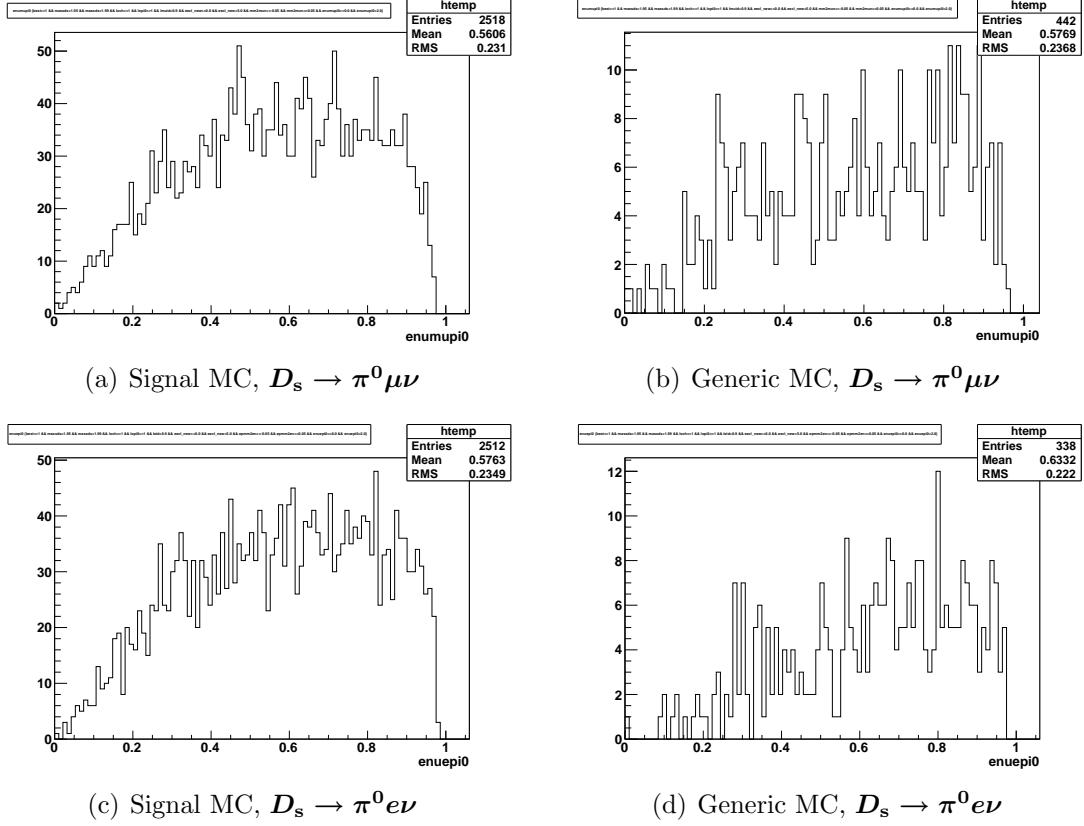 htemp
Entries 2518
Mean 0.5606
RMS 0.231
50
40
30
20
10
0
0 0.2 0.4 0.6 0.8 1
enumupi0
(a) Signal MC, D_s → π⁰μν
htemp
Entries 442
Mean 0.5769
RMS 0.2368
10
8
6
4
2
0
0 0.2 0.4 0.6 0.8 1
enumupi0
(b) Generic MC, D_s → π⁰μν
htemp
Entries 2512
Mean 0.5763
RMS 0.2349
50
40
30
20
10
0
0 0.2 0.4 0.6 0.8 1
enuepi0
(c) Signal MC, D_s → π⁰eν
htemp
Entries 338
Mean 0.6332
RMS 0.222
12
10
8
6
4
2
0
0 0.2 0.4 0.6 0.8 1
enuepi0
(d) Generic MC, D_s → π⁰eν